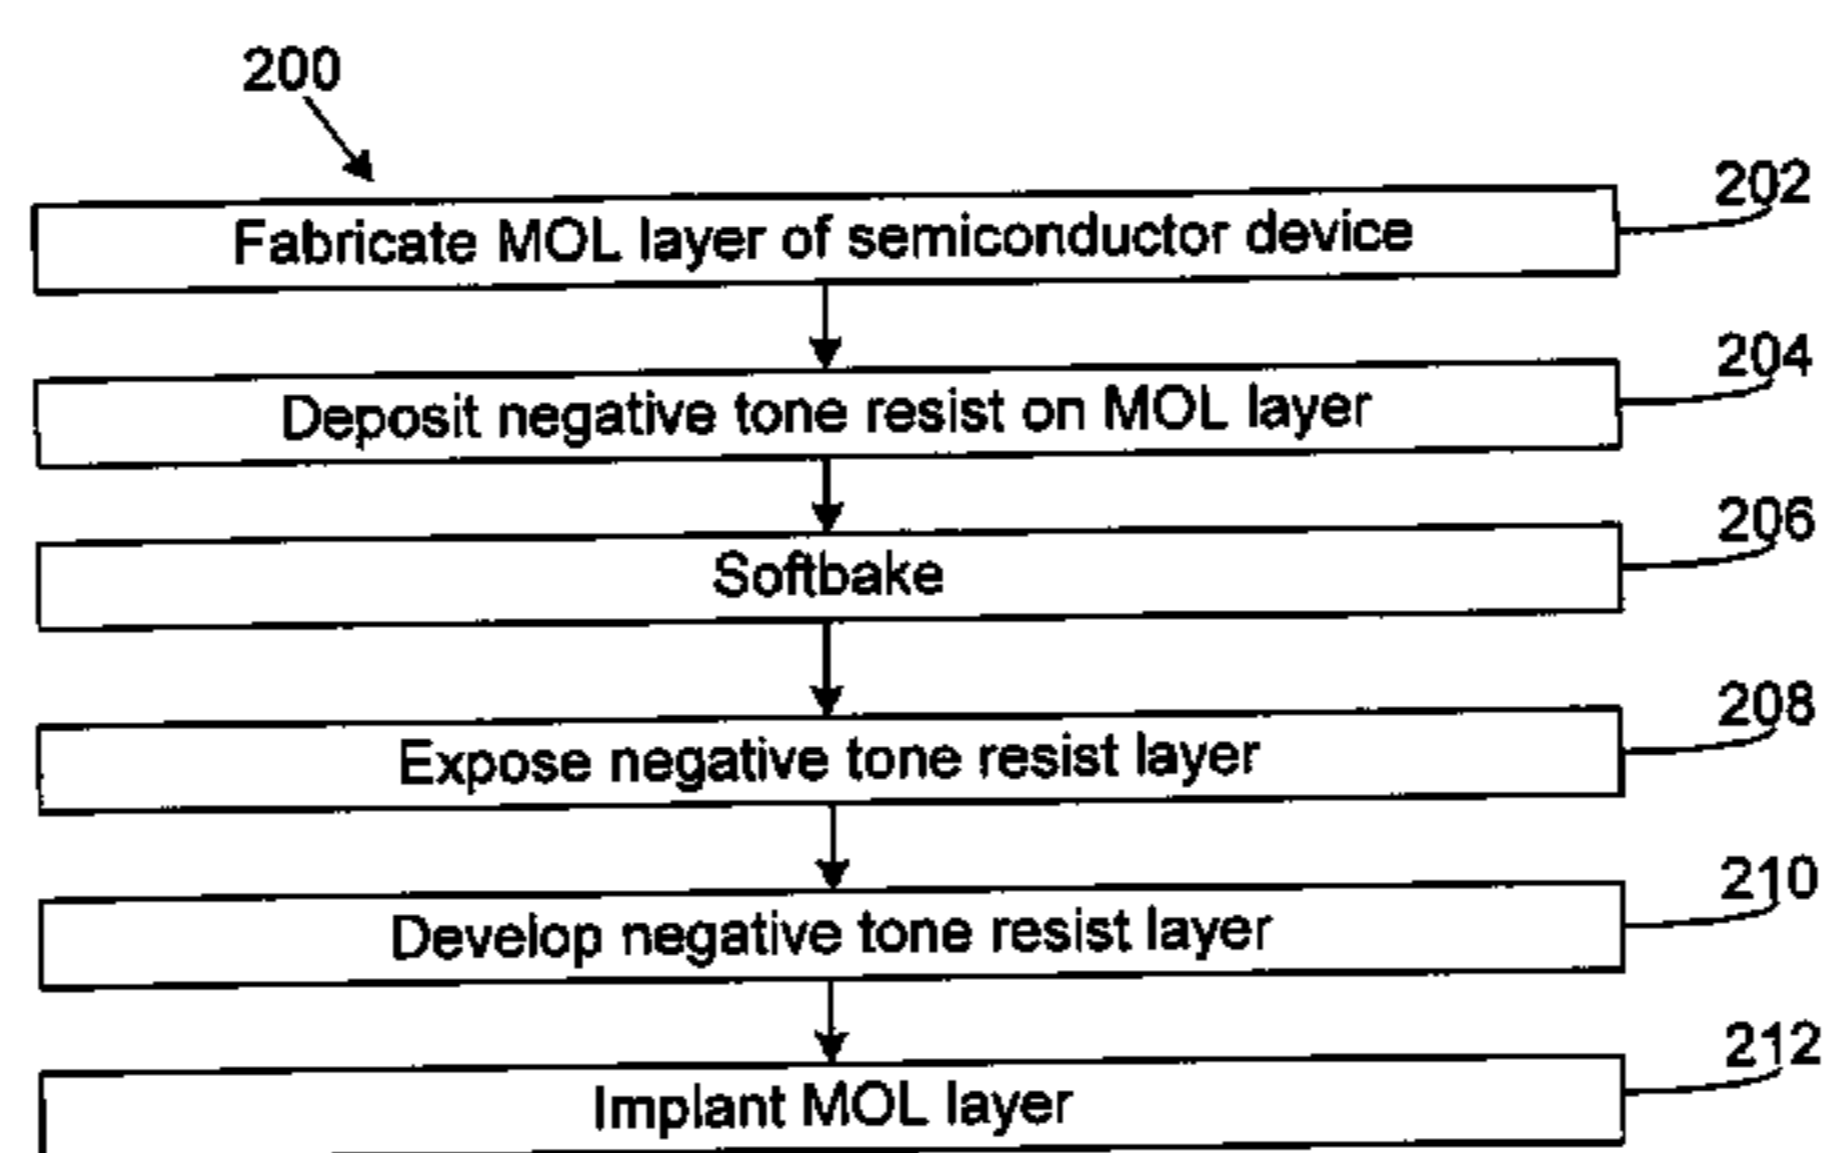 200
202
Fabricate MOL layer of semiconductor device
204
Deposit negative tone resist on MOL layer
206
Softbake
208
Expose negative tone resist layer
210
Develop negative tone resist layer
212
Implant MOL layer